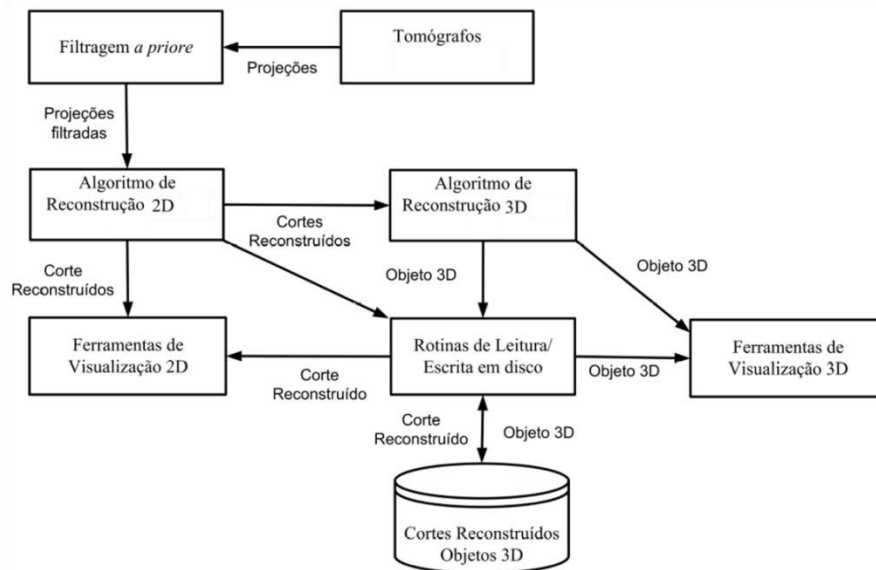 Filtragem a priore
Tomógrafos
Projeções
Projeções
filtradas
Algoritmo de
Reconstrução 2D
Algoritmo de
Reconstrução 3D
Cortes
Reconstruídos
Corte
Reconstruídos
Objeto 3D
Objeto 3D
Ferramentas de
Visualização 2D
Rotinas de Leitura/
Escrita em disco
Ferramentas de
Visualização 3D
Corte
Reconstruído
Objeto 3D
Corte
Reconstruído
Objeto 3D
Cortes Reconstruídos
Objetos 3D